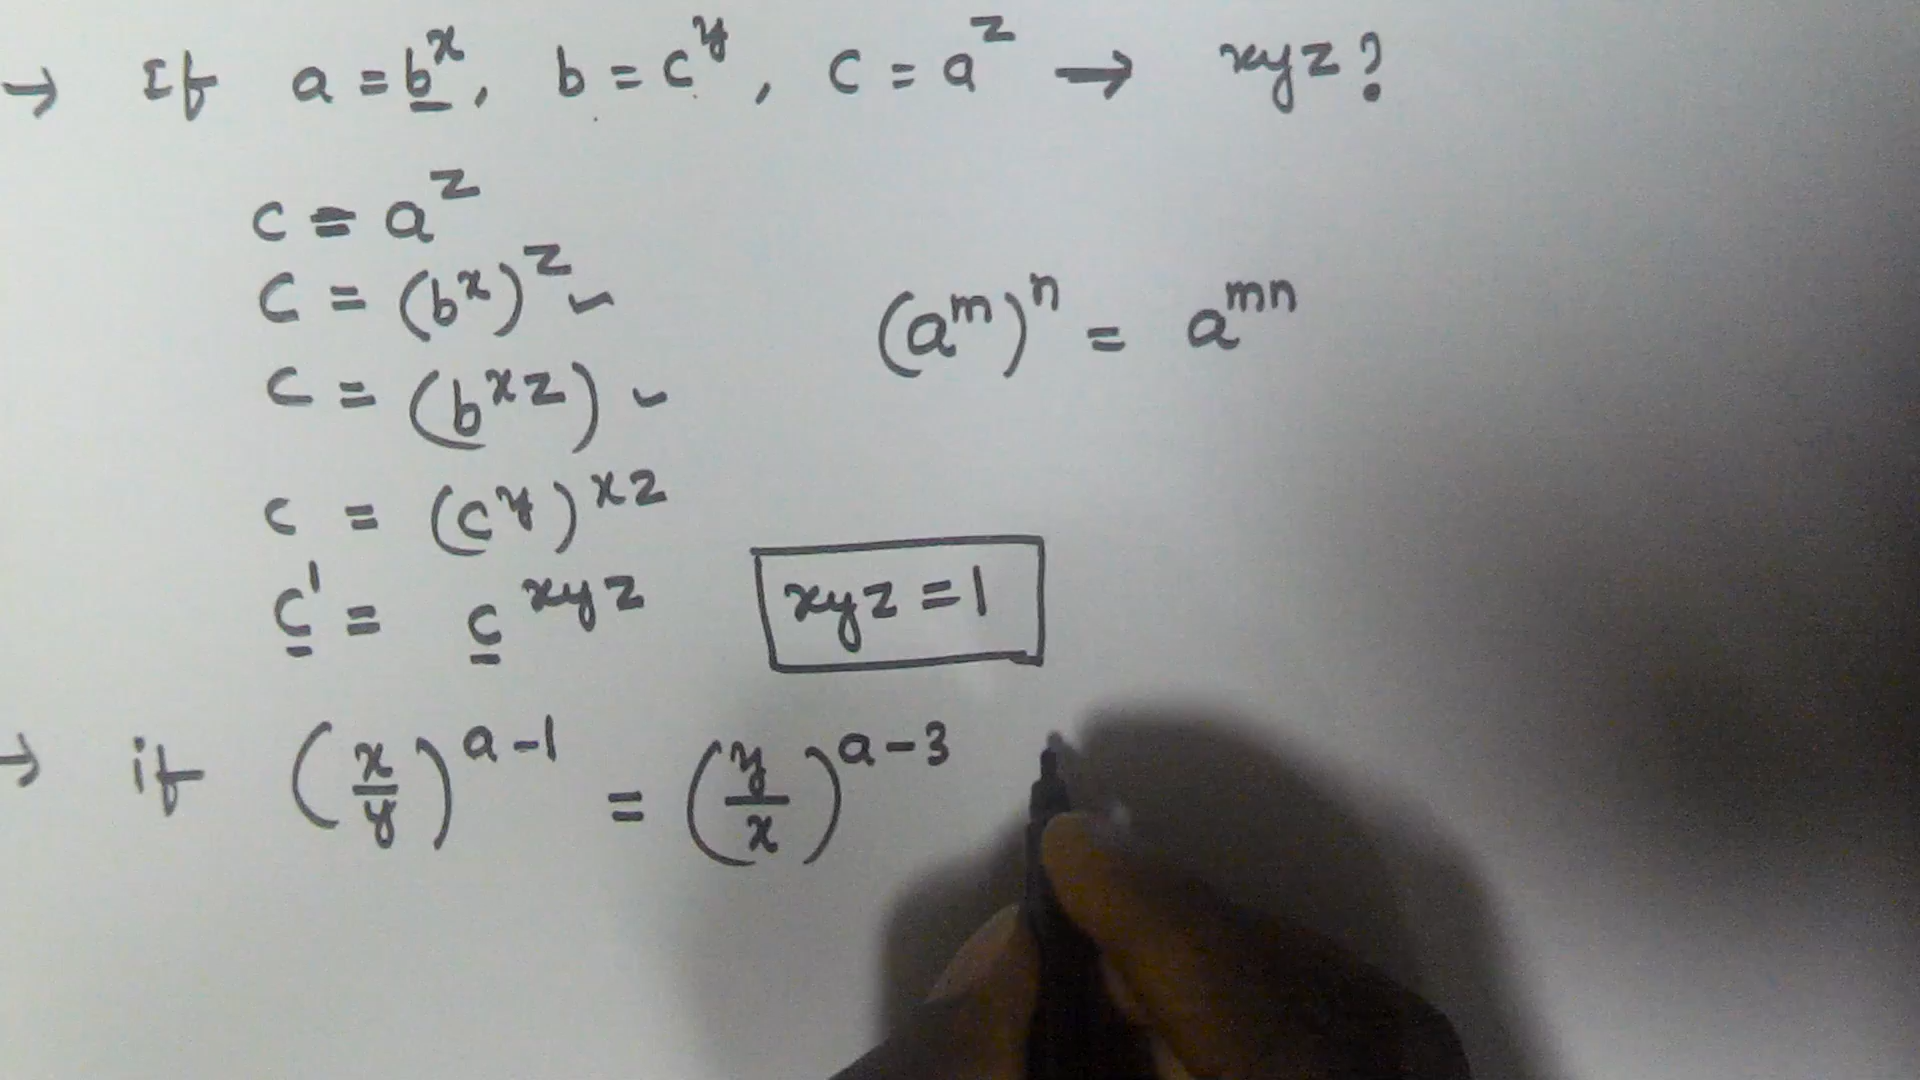 → If a = b^x, b = c^y, c = a^z → xyz?
c = a^z
C = (b^x)^z ✓
(a^m)^n = a^mn
C = (b^xz) ✓
c = (c^y)^xz
c^1 = c^xyz
xyz = 1
→ if (x/y)^a-1 = (y/x)^a-3